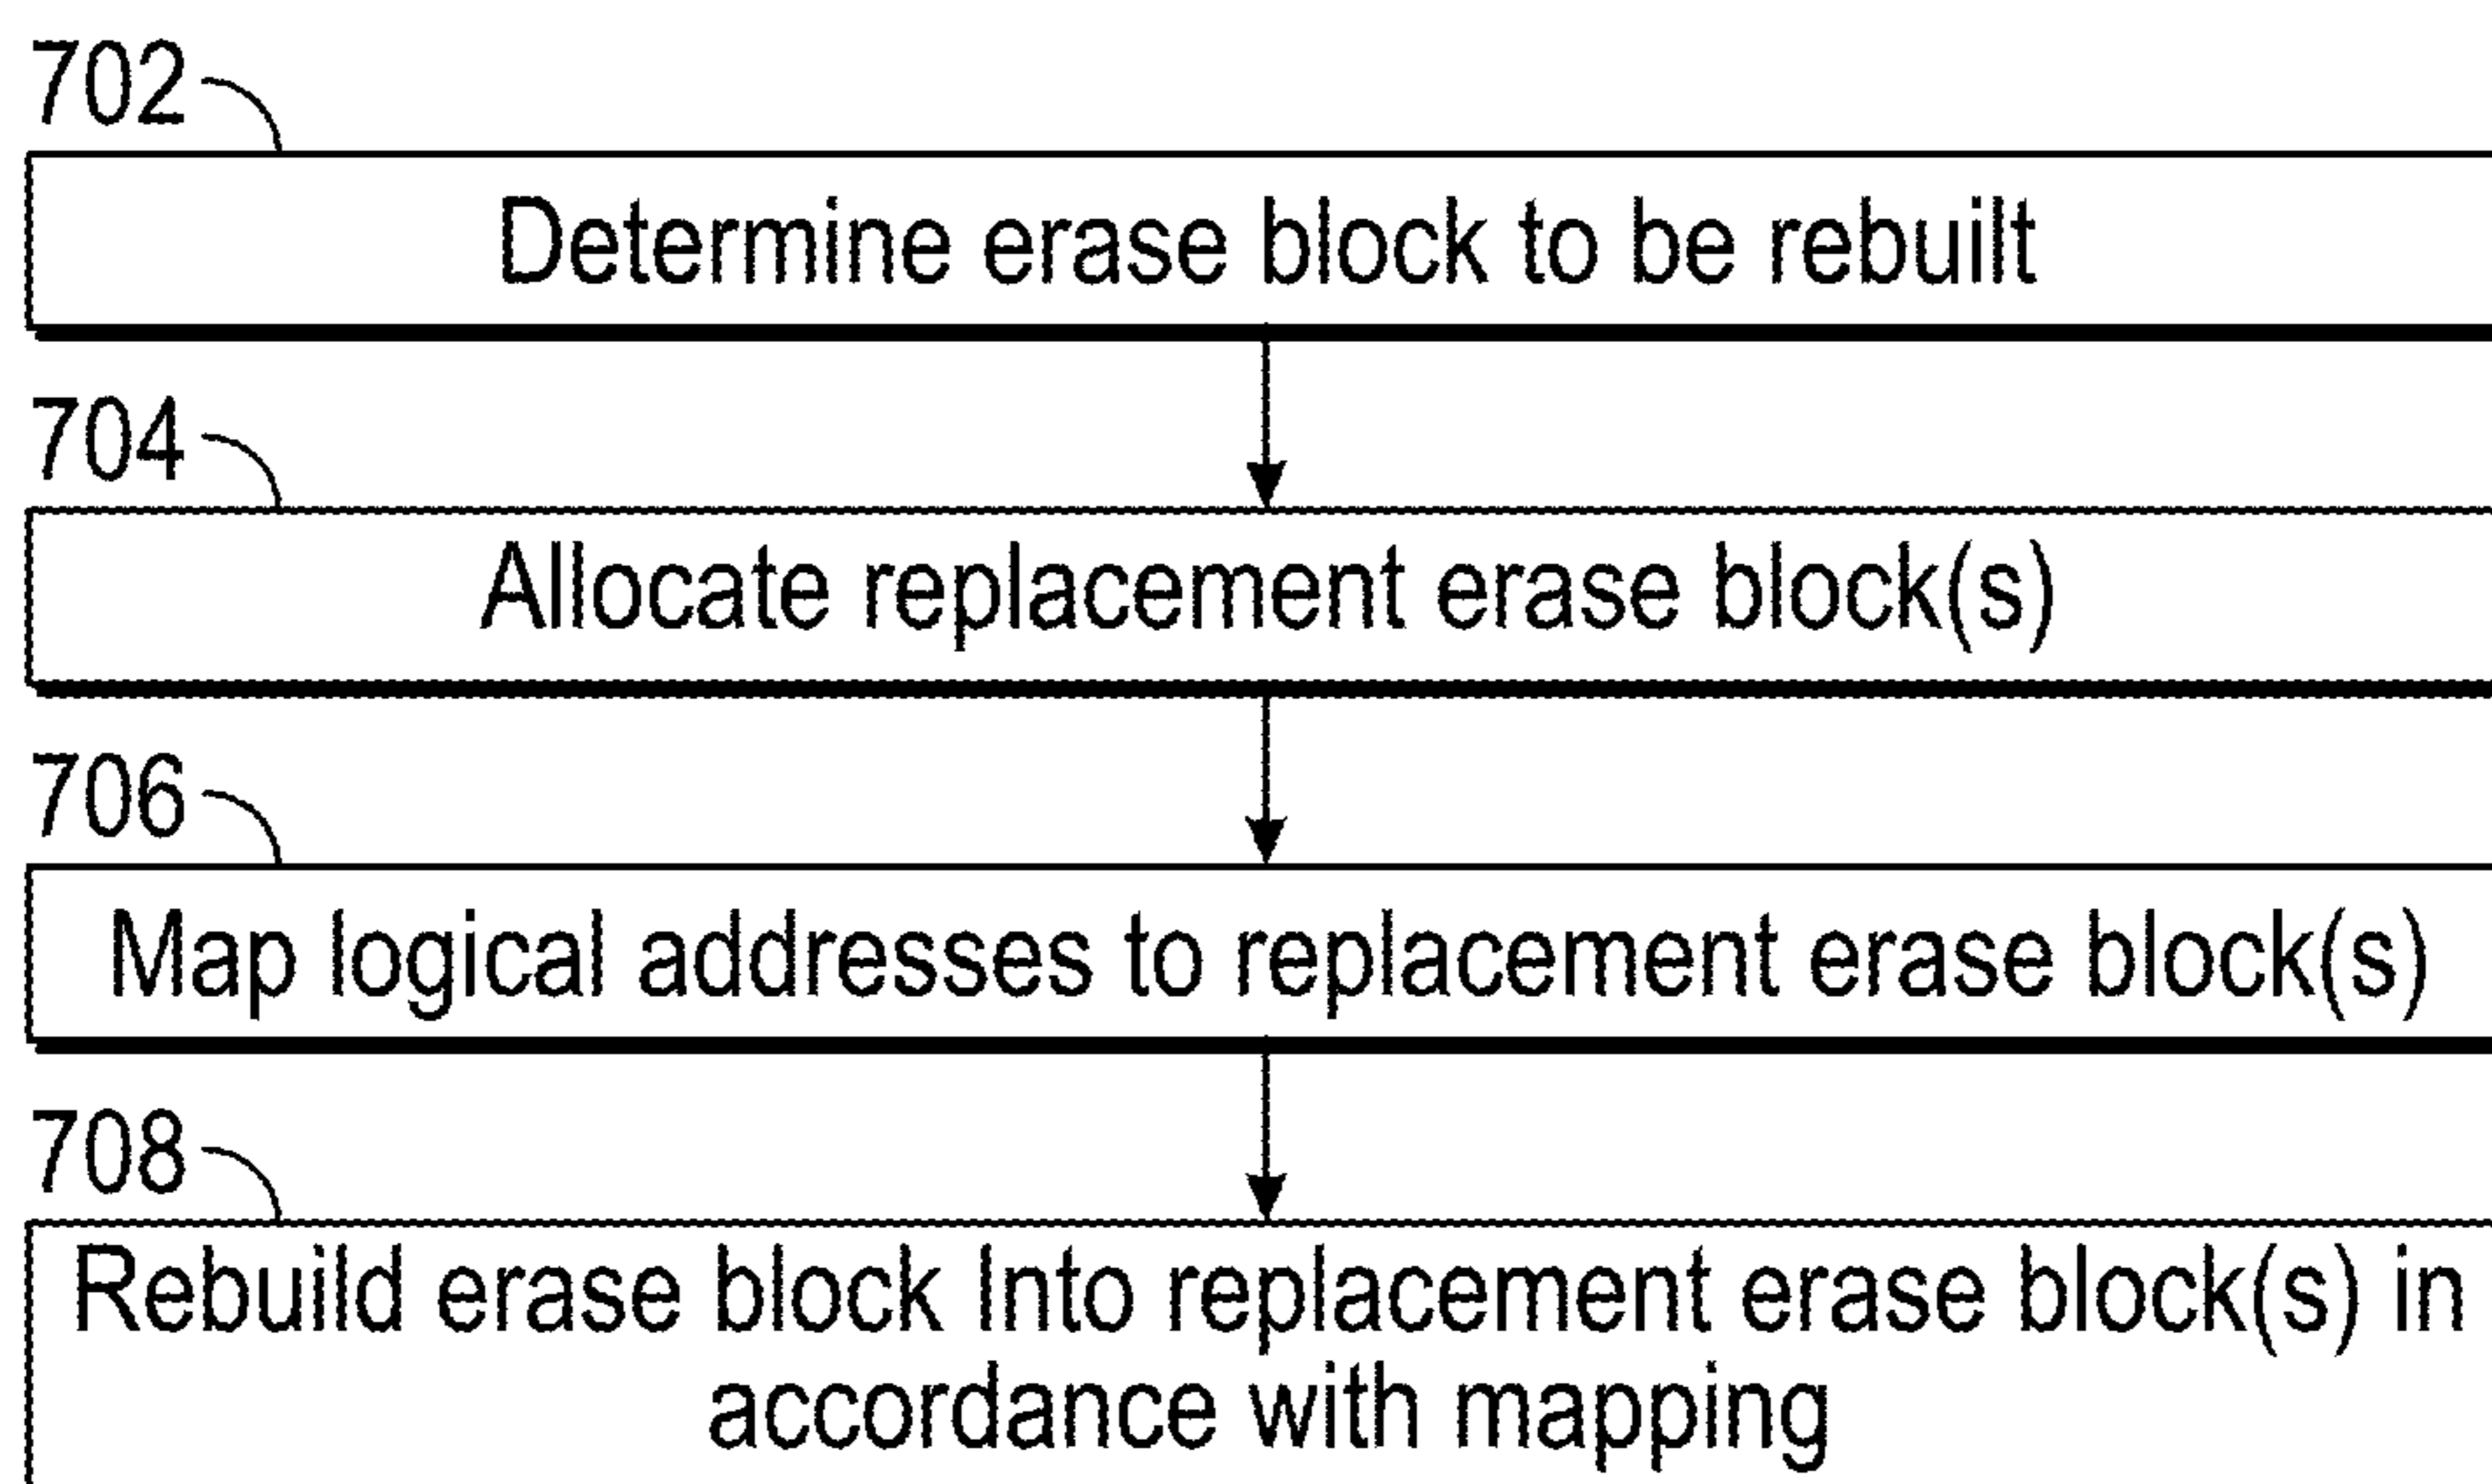 702
Determine erase block to be rebuilt
704
Allocate replacement erase block(s)
706
Map logical addresses to replacement erase block(s)
708
Rebuild erase block Into replacement erase block(s) in
accordance with mapping